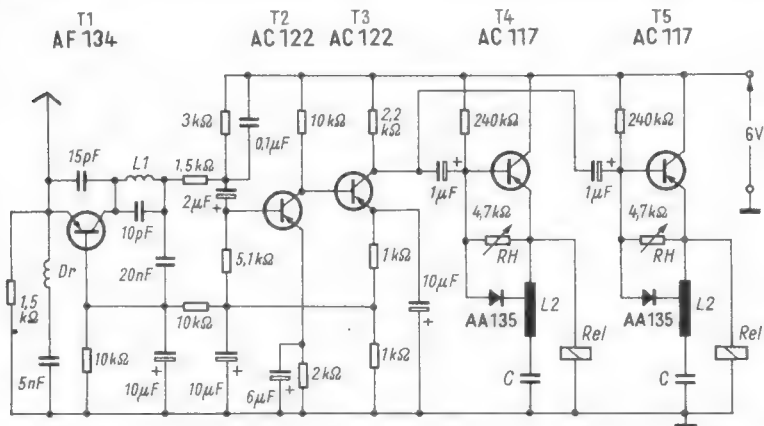 T1
AF 134
T2
AC 122
T3
AC 122
T4
AC 117
T5
AC 117
3kΩ
0,1µF
10kΩ
2,2
kΩ
240kΩ
240kΩ
6V
15pF
L1
1,5kΩ
2µF
+
1µF
+
1µF
+
10pF
4,7kΩ
4,7kΩ
Dr
20nF
5,1kΩ
1kΩ
10µF
+
RH
RH
1,5
kΩ
10kΩ
AA135
L2
AA135
L2
Rel
Rel
5nF
10kΩ
10µF
+
10µF
+
6µF
+
2kΩ
1kΩ
C
C